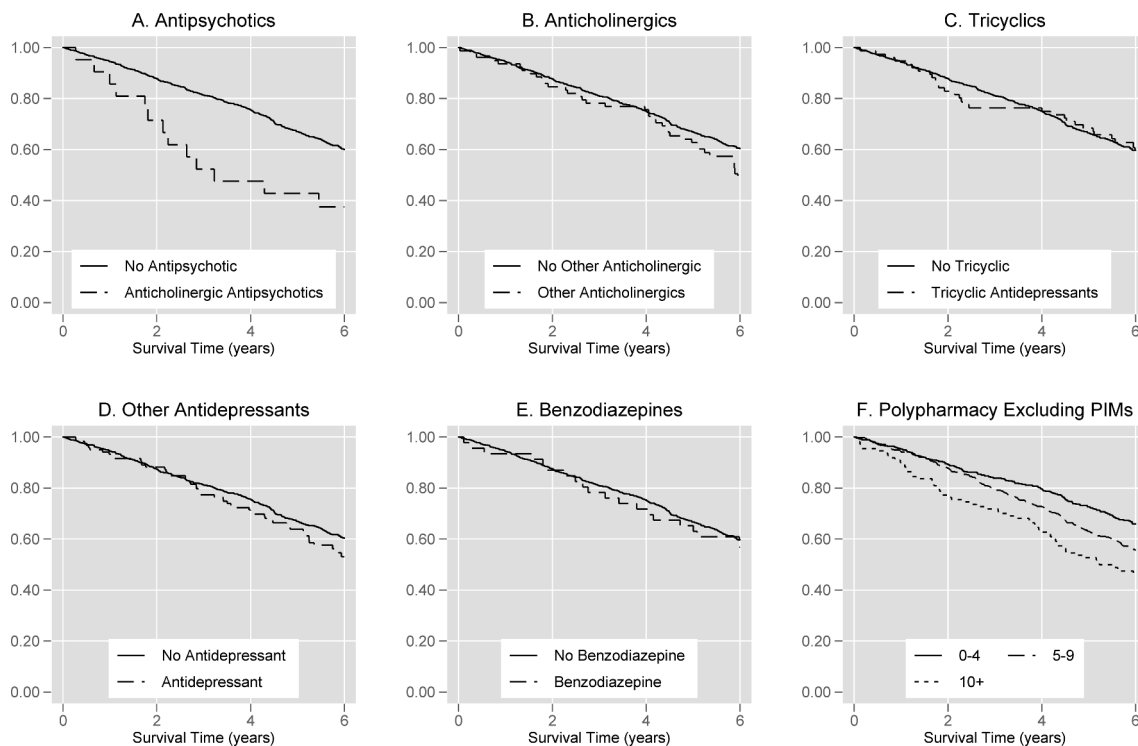 A. Antipsychotics
1.00
0.80
0.60
0.40
0.20
0.00
No Antipsychotic
Anticholinergic Antipsychotics
0 2 4 6
Survival Time (years)
B. Anticholinergics
1.00
0.80
0.60
0.40
0.20
0.00
No Other Anticholinergic
Other Anticholinergics
0 2 4 6
Survival Time (years)
C. Tricyclics
1.00
0.80
0.60
0.40
0.20
0.00
No Tricyclic
Tricyclic Antidepressants
0 2 4 6
Survival Time (years)
D. Other Antidepressants
1.00
0.80
0.60
0.40
0.20
0.00
No Antidepressant
Antidepressant
0 2 4 6
Survival Time (years)
E. Benzodiazepines
1.00
0.80
0.60
0.40
0.20
0.00
No Benzodiazepine
Benzodiazepine
0 2 4 6
Survival Time (years)
F. Polypharmacy Excluding PIMs
1.00
0.80
0.60
0.40
0.20
0.00
0-4 5-9
10+
0 2 4 6
Survival Time (years)